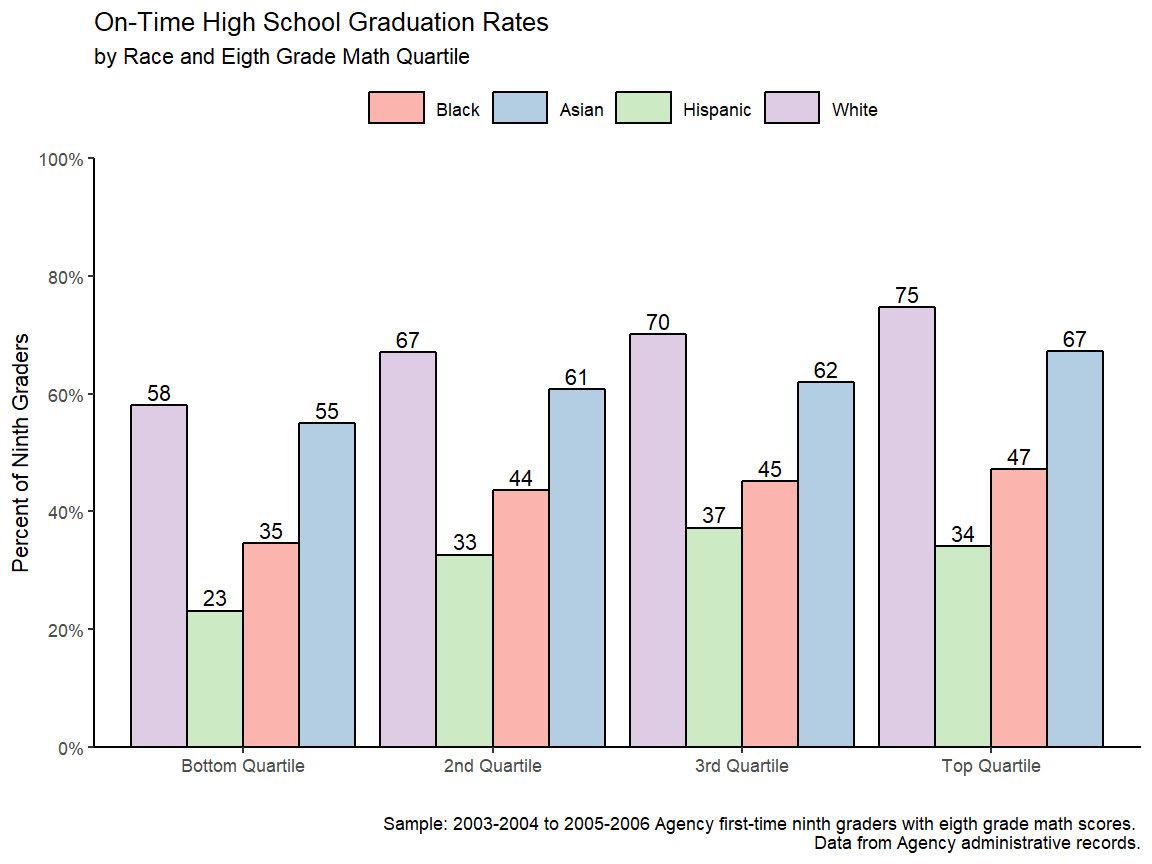 On-Time High School Graduation Rates
by Race and Eigth Grade Math Quartile
Black Asian Hispanic White
Percent of Ninth Graders
100%
80%
60%
40%
20%
0%
58 23 35 55
67 33 44 61
70 37 45 62
75 34 47 67
Bottom Quartile 2nd Quartile 3rd Quartile Top Quartile
Sample: 2003-2004 to 2005-2006 Agency first-time ninth graders with eigth grade math scores.
Data from Agency administrative records.